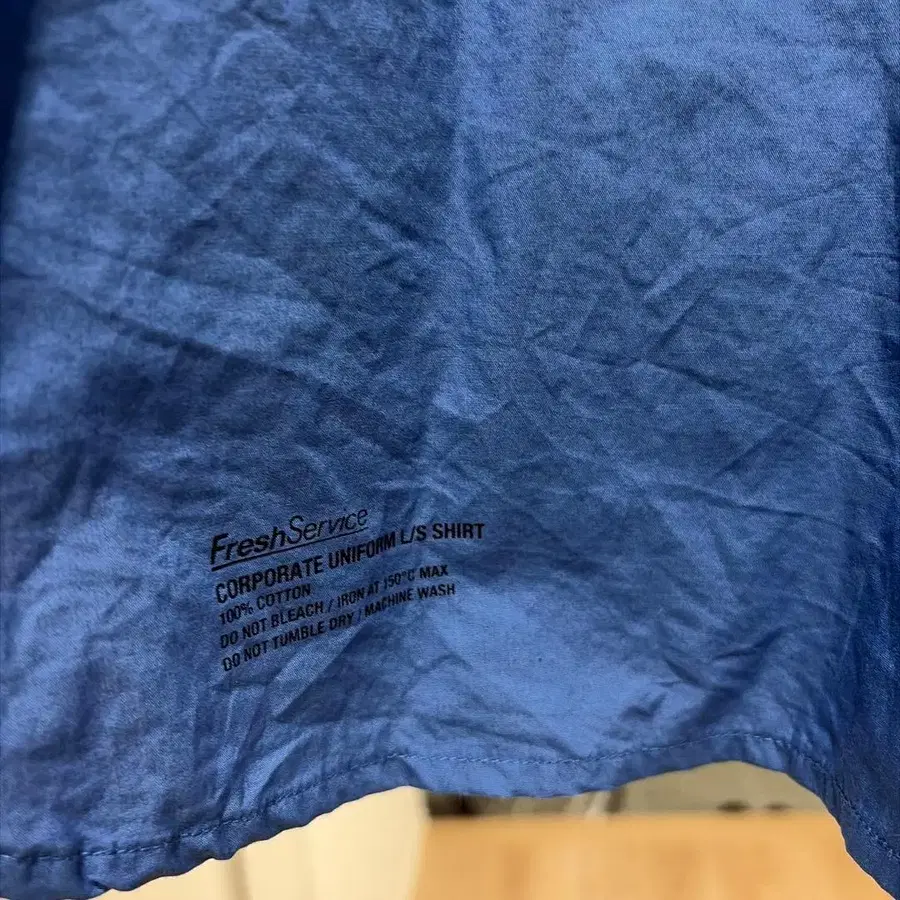 FreshService
CORPORATE UNIFORM L/S SHIRT
100% COTTON
DO NOT BLEACH / IRON AT 150°C MAX
DO NOT TUMBLE DRY / MACHINE WASH